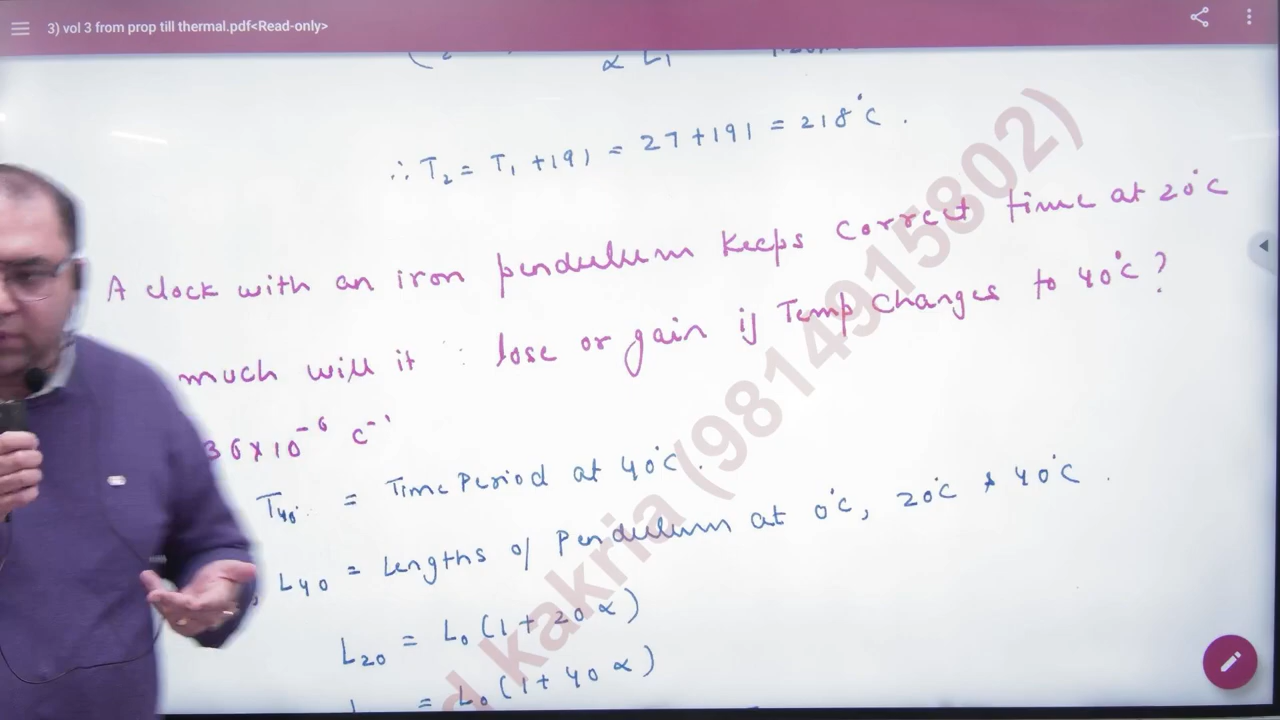 3) vol 3 from prop till thermal.pdf<Read-only>
α L₁
∴ T₂ = T₁ + 191 = 27 + 191 = 218°C .
A clock with an iron pendulum keeps correct time at 20°C
much will it lose or gain if Temp changes to 40°C ?
36 x 10⁻⁶ c⁻¹
T₄₀ = Time Period at 40°C .
L₄₀ = Lengths of Pendulum at 0°C, 20°C & 40°C .
L₂₀ = L₀ (1 + 20 α)
= L₀ (1 + 40 α)
d kakria (9814915802)